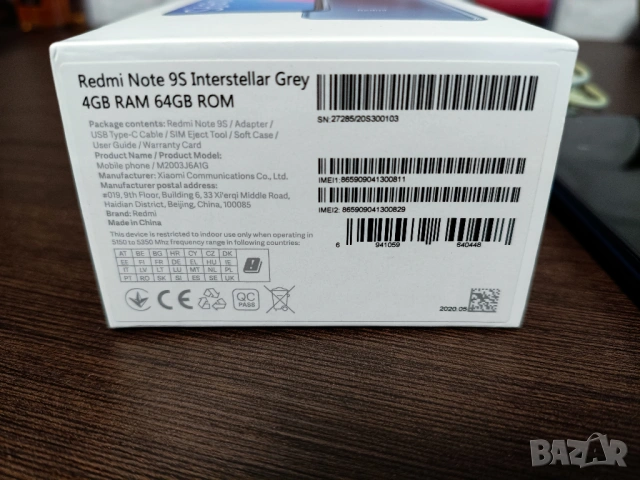 Redmi Note 9S Interstellar Grey
4GB RAM 64GB ROM
Package contents: Redmi Note 9S / Adapter /
USB Type-C Cable / SIM Eject Tool / Soft Case /
User Guide / Warranty Card
Product Name / Product Model:
Mobile phone / M2003J6A1G
Manufacturer: Xiaomi Communications Co., Ltd.
Manufacturer postal address:
#019, 9th Floor, Building 6, 33 Xi'erqi Middle Road,
Haidian District, Beijing, China, 100085
Brand: Redmi
Made in China
This device is restricted to indoor use only when operating in
5150 to 5350 Mhz frequency range in following countries:
AT BE BG HR CY CZ DK
EE FI FR DE EL HU IE
IT LV LT LU MT NL PL
PT RO SK SI ES SE UK
CE
QC
PASS
SN: 27285/20S300103
IMEI1: 865909041300811
IMEI2: 865909041300829
6 941059 640448
2020.05
BAZAR